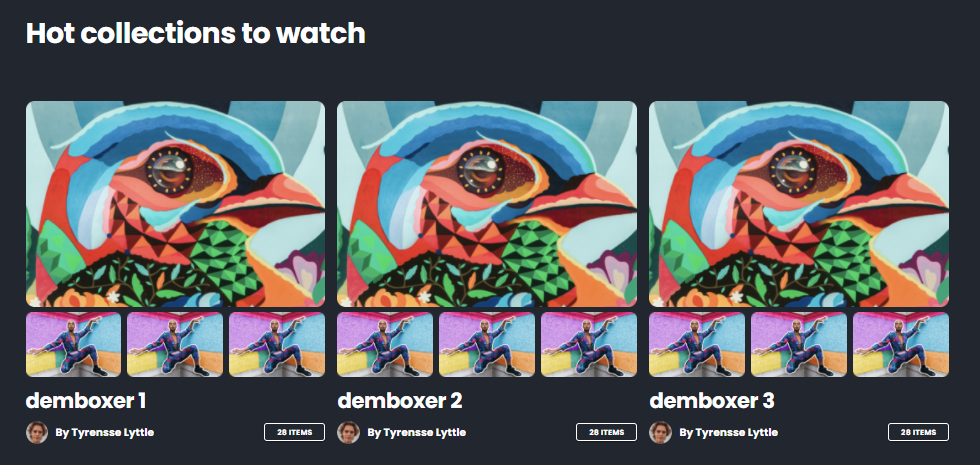 Hot collections to watch
demboxer 1
By Tyrensse Lyttle
28 ITEMS
demboxer 2
By Tyrensse Lyttle
28 ITEMS
demboxer 3
By Tyrensse Lyttle
28 ITEMS